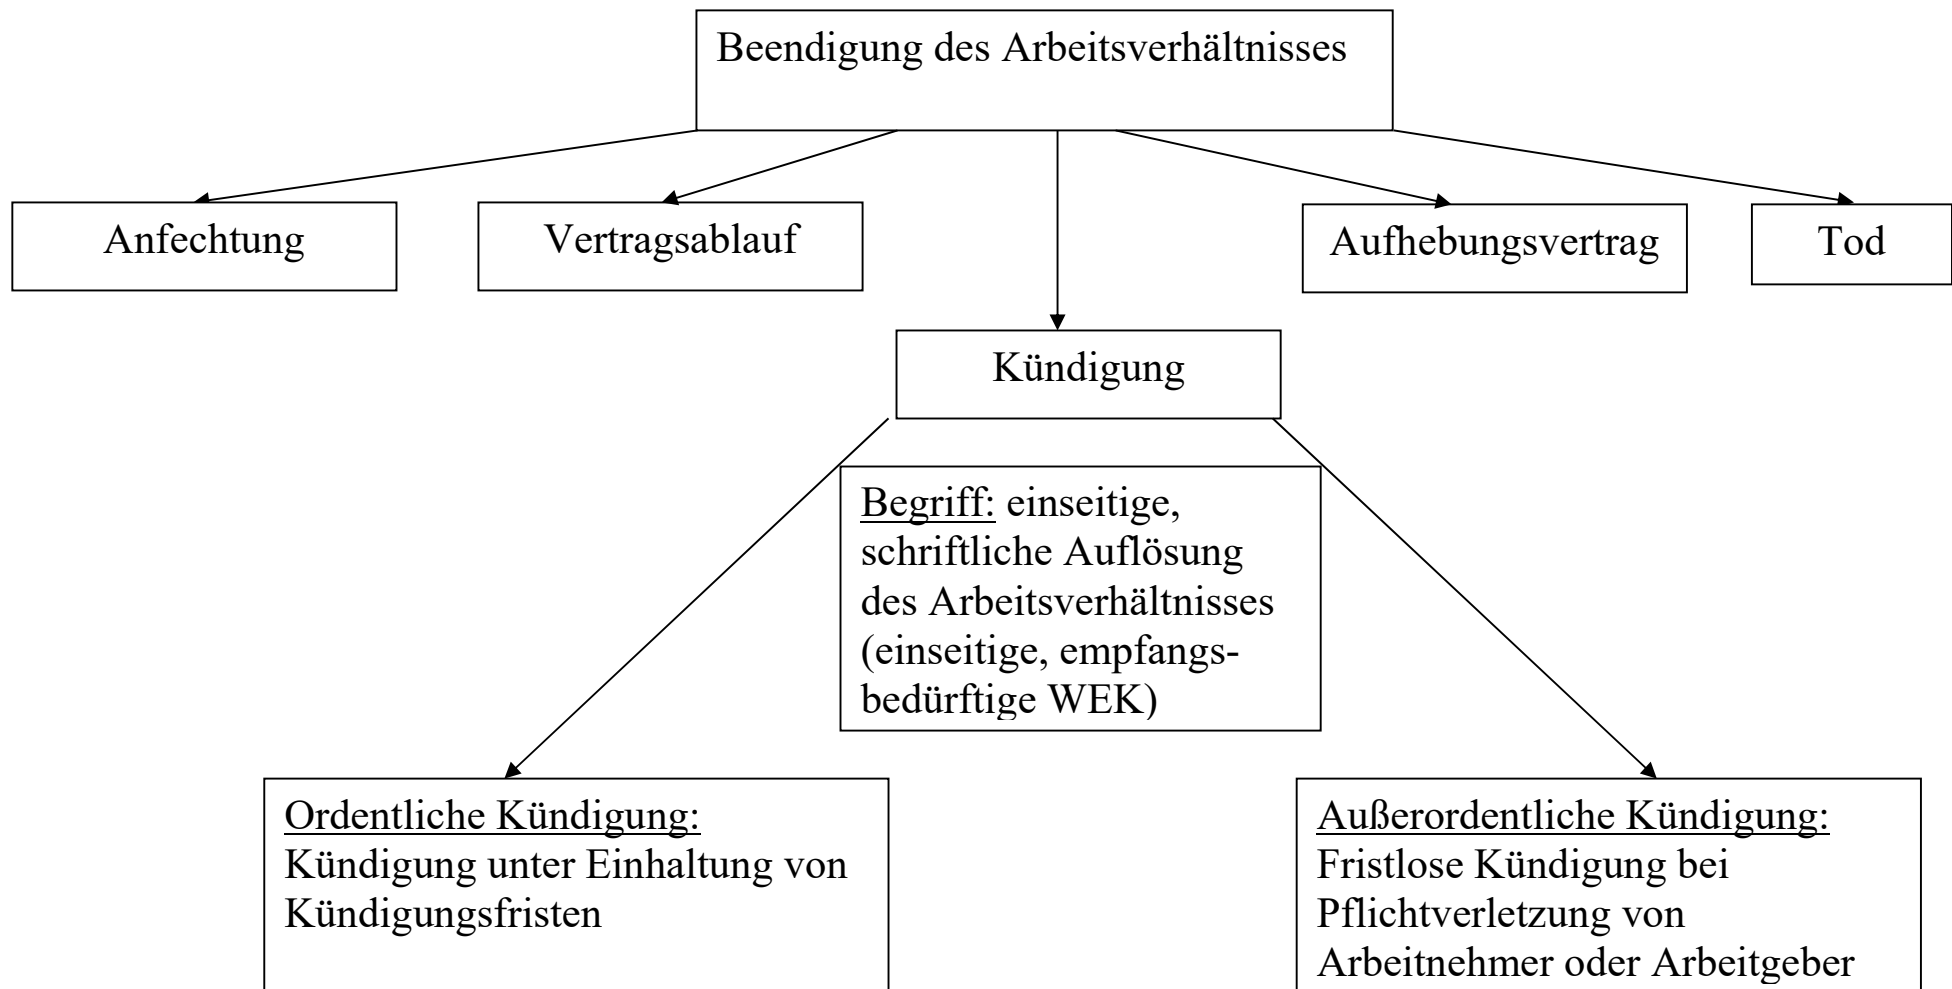 Beendigung des Arbeitsverhältnisses
Anfechtung
Vertragsablauf
Aufhebungsvertrag
Tod
Kündigung
Begriff: einseitige,
schriftliche Auflösung
des Arbeitsverhältnisses
(einseitige, empfangs-
bedürftige WEK)
Ordentliche Kündigung:
Kündigung unter Einhaltung von
Kündigungsfristen
Außerordentliche Kündigung:
Fristlose Kündigung bei
Pflichtverletzung von
Arbeitnehmer oder Arbeitgeber